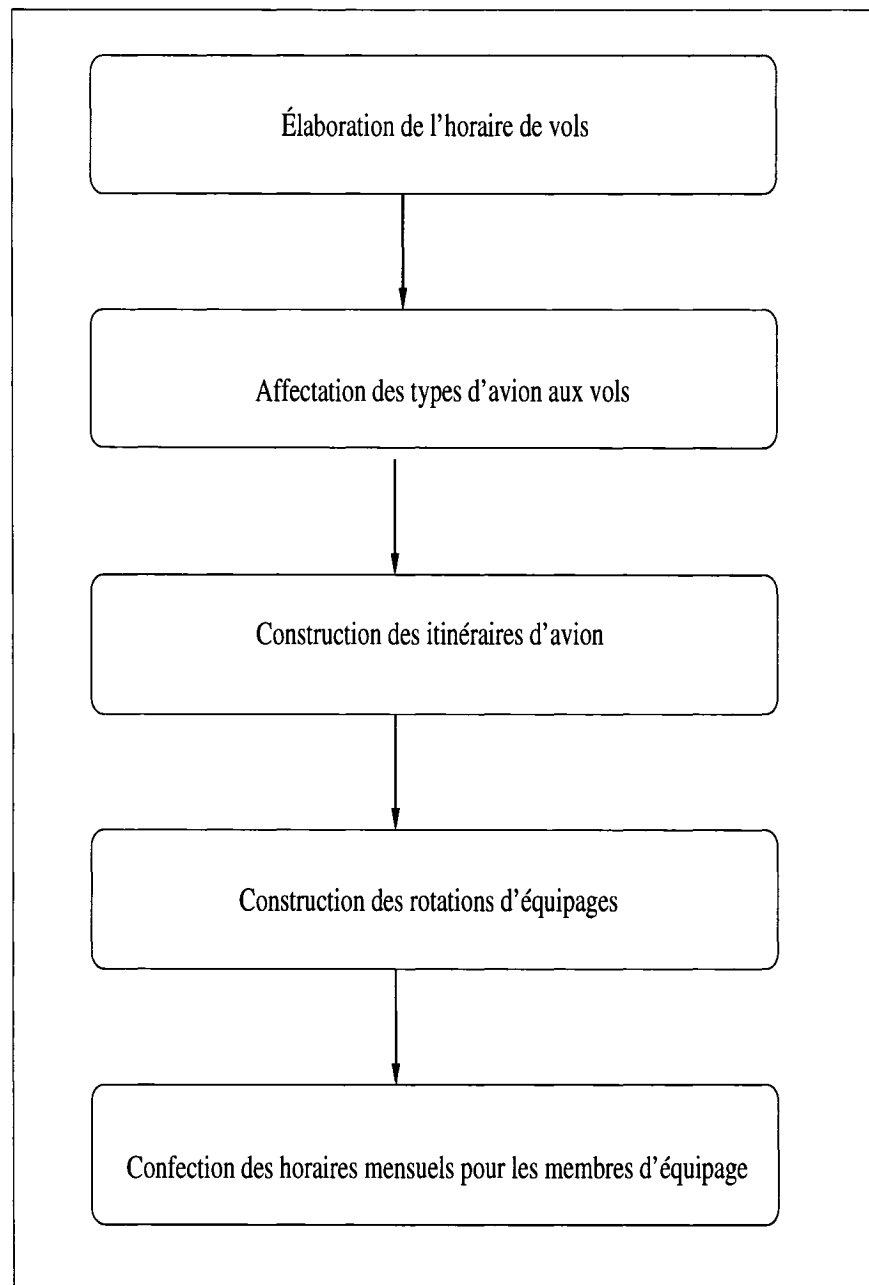 Élaboration de l'horaire de vols
Affectation des types d'avion aux vols
Construction des itinéraires d'avion
Construction des rotations d'équipages
Confection des horaires mensuels pour les membres d'équipage